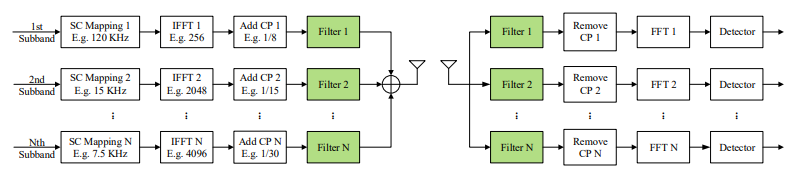 1st
Subband
SC Mapping 1
E.g. 120 KHz
IFFT 1
E.g. 256
Add CP 1
E.g. 1/8
Filter 1
Filter 1
Remove
CP 1
FFT 1
Detector
2nd
Subband
SC Mapping 2
E.g. 15 KHz
IFFT 2
E.g. 2048
Add CP 2
E.g. 1/15
Filter 2
Filter 2
Remove
CP 2
FFT 2
Detector
Nth
Subband
SC Mapping N
E.g. 7.5 KHz
IFFT N
E.g. 4096
Add CP N
E.g. 1/30
Filter N
Filter N
Remove
CP N
FFT N
Detector